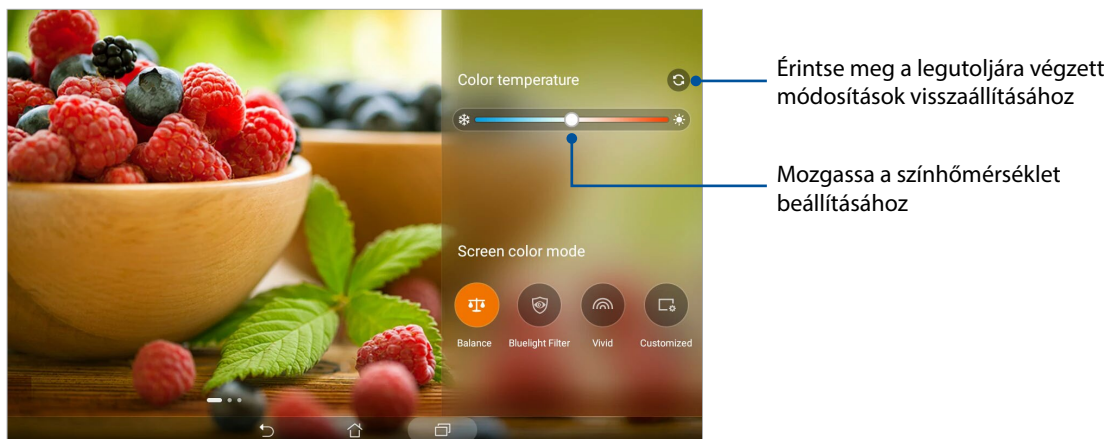 Color temperature
Érintse meg a legutoljára végzett
módosítások visszaállításához
Mozgassa a színhőmérséklet
beállításához
Screen color mode
Balance
Bluelight Filter
Vivid
Customized